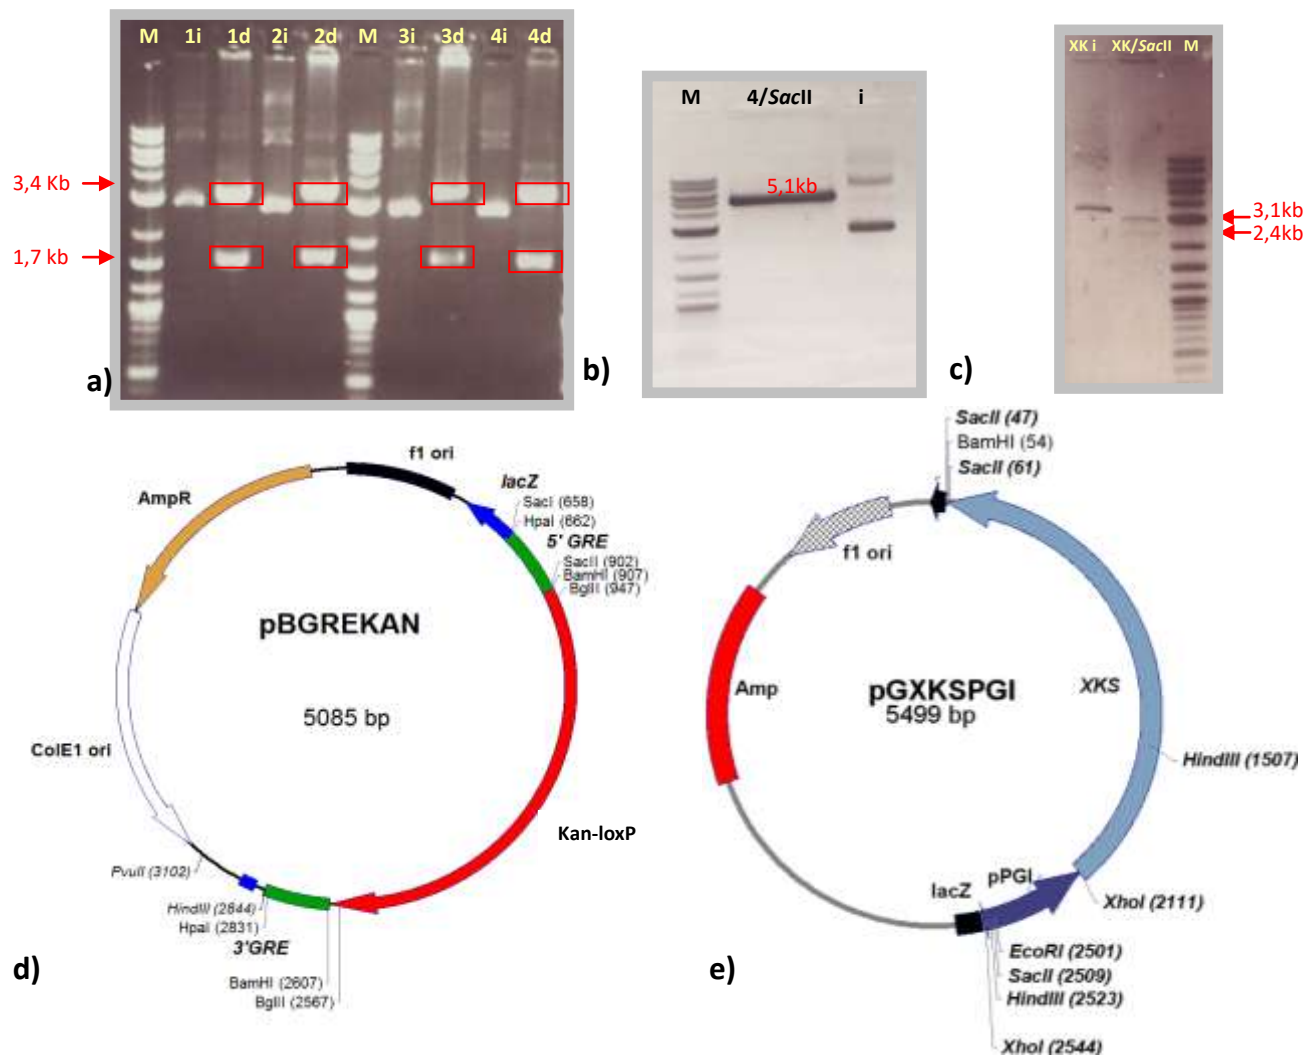 M 1i 1d 2i 2d M 3i 3d 4i 4d
3,4 Kb
1,7 kb
a)
M 4/SacII i
5,1kb
b)
XK i XK/SacII M
3,1kb
2,4kb
c)
f1 ori
lacZ
AmpR
SacI (658)
HpaI (662)
5' GRE
SacII (902)
BamHI (907)
BglII (947)
pBGREKAN
5085 bp
ColE1 ori
Kan-loxP
PvuII (3102)
HindIII (2844)
HpaI (2831)
3'GRE
BamHI (2607)
BglII (2567)
d)
SacII (47)
BamHI (54)
SacII (61)
f1 ori
Amp
pGXKSPGI
5499 bp
XKS
HindIII (1507)
lacZ
pPGI
XhoI (2111)
EcoRI (2501)
SacII (2509)
HindIII (2523)
XhoI (2544)
e)